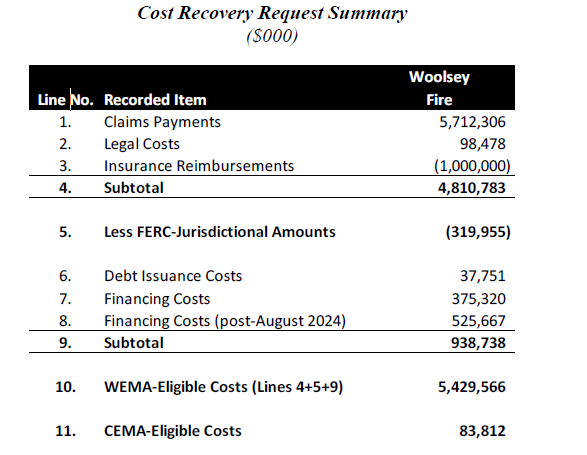 Cost Recovery Request Summary
($000)
Woolsey
Line No. Recorded Item Fire
1. Claims Payments 5,712,306
2. Legal Costs 98,478
3. Insurance Reimbursements (1,000,000)
4. Subtotal 4,810,783
5. Less FERC-Jurisdictional Amounts (319,955)
6. Debt Issuance Costs 37,751
7. Financing Costs 375,320
8. Financing Costs (post-August 2024) 525,667
9. Subtotal 938,738
10. WEMA-Eligible Costs (Lines 4+5+9) 5,429,566
11. CEMA-Eligible Costs 83,812